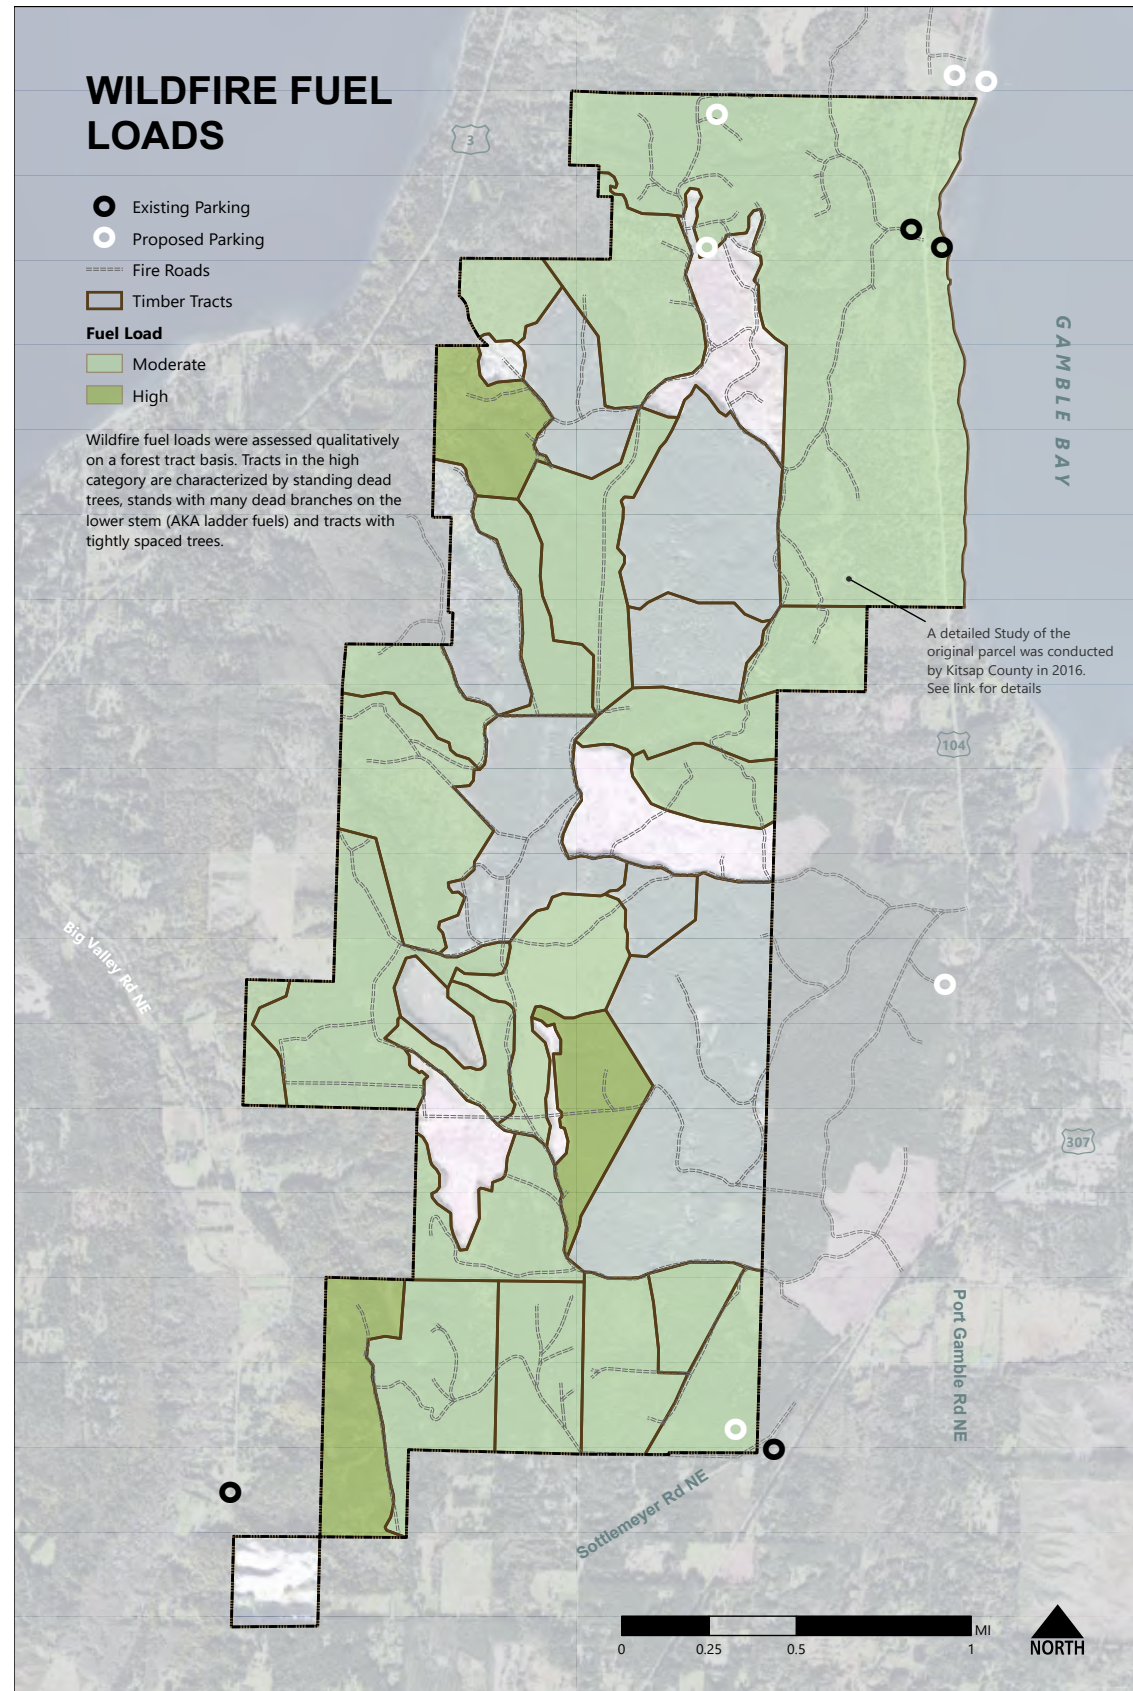 WILDFIRE FUEL
LOADS
Existing Parking
Proposed Parking
Fire Roads
Timber Tracts
Fuel Load
Moderate
High
Wildfire fuel loads were assessed qualitatively
on a forest tract basis. Tracts in the high
category are characterized by standing dead
trees, stands with many dead branches on the
lower stem (AKA ladder fuels) and tracts with
tightly spaced trees.
3
GAMBLE BAY
A detailed Study of the
original parcel was conducted
by Kitsap County in 2016.
See link for details
104
Big Valley Rd NE
307
Port Gamble Rd NE
Sottlemeyer Rd NE
0 0.25 0.5 1 MI
NORTH